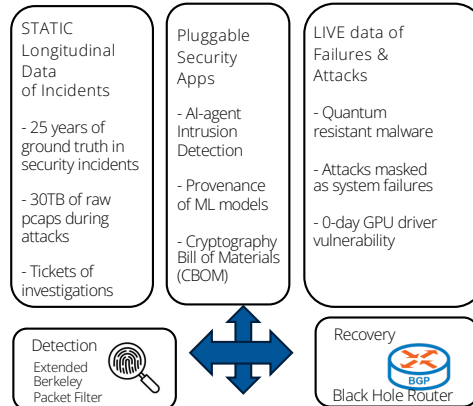 STATIC
Longitudinal
Data
of Incidents
- 25 years of
ground truth in
security incidents
- 30TB of raw
pcaps during
attacks
- Tickets of
investigations
Pluggable
Security
Apps
- AI-agent
Intrusion
Detection
- Provenance
of ML models
- Cryptography
Bill of Materials
(CBOM)
LIVE data of
Failures &
Attacks
- Quantum
resistant malware
- Attacks masked
as system failures
- 0-day GPU driver
vulnerability
Detection
Extended
Berkeley
Packet Filter
Recovery
BGP
Black Hole Router